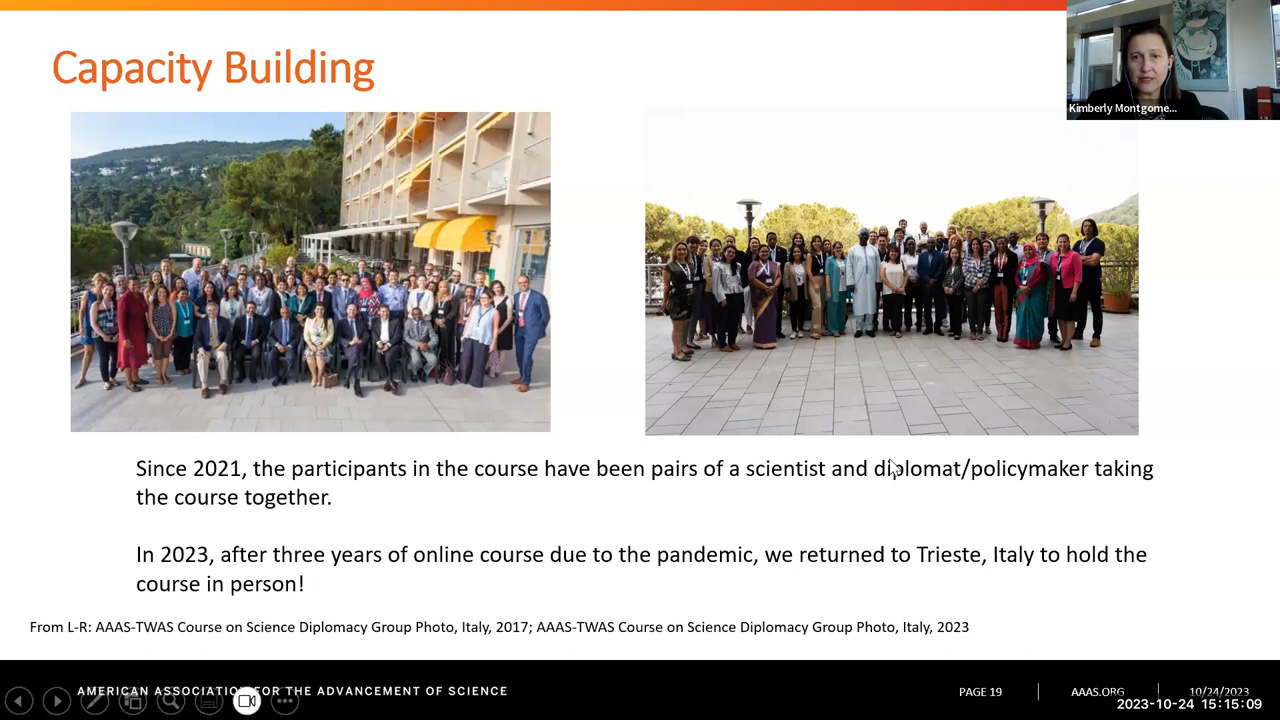 Capacity Building
Kimberly Montgome...
Since 2021, the participants in the course have been pairs of a scientist and diplomat/policymaker taking
the course together.
In 2023, after three years of online course due to the pandemic, we returned to Trieste, Italy to hold the
course in person!
From L-R: AAAS-TWAS Course on Science Diplomacy Group Photo, Italy, 2017; AAAS-TWAS Course on Science Diplomacy Group Photo, Italy, 2023
AMERICAN ASSOCIATION FOR THE ADVANCEMENT OF SCIENCE
PAGE 19
AAAS.ORG
10/24/2023
2023-10-24 15:15:09